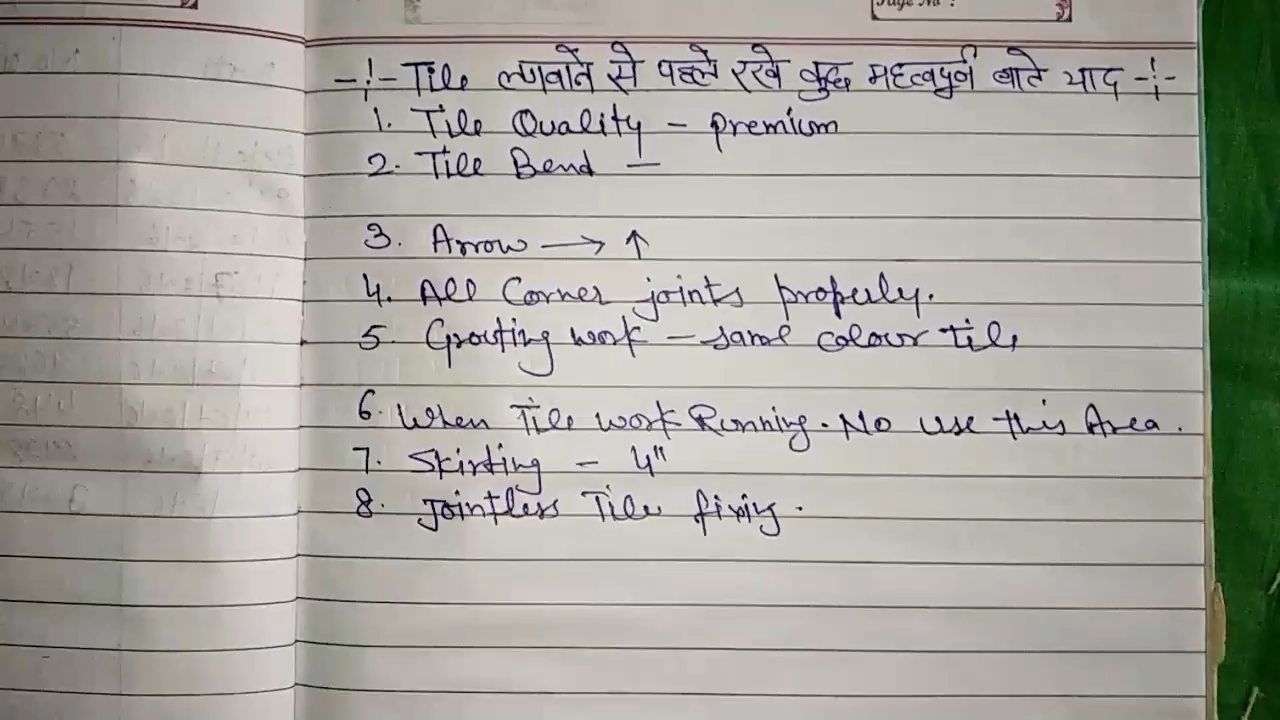 Page No :
-:- Tile लगवाने से पहले रखे कुछ महत्वपूर्ण बाते याद -:-
1. Tile Quality - premium
2. Tile Bend -
3. Arrow → ↑
4. All Corner joints properly.
5. Grouting work - same colour tile
6. When Tile work Running. No use this Area.
7. Skirting - 4"
8. Jointless Tile fixing.